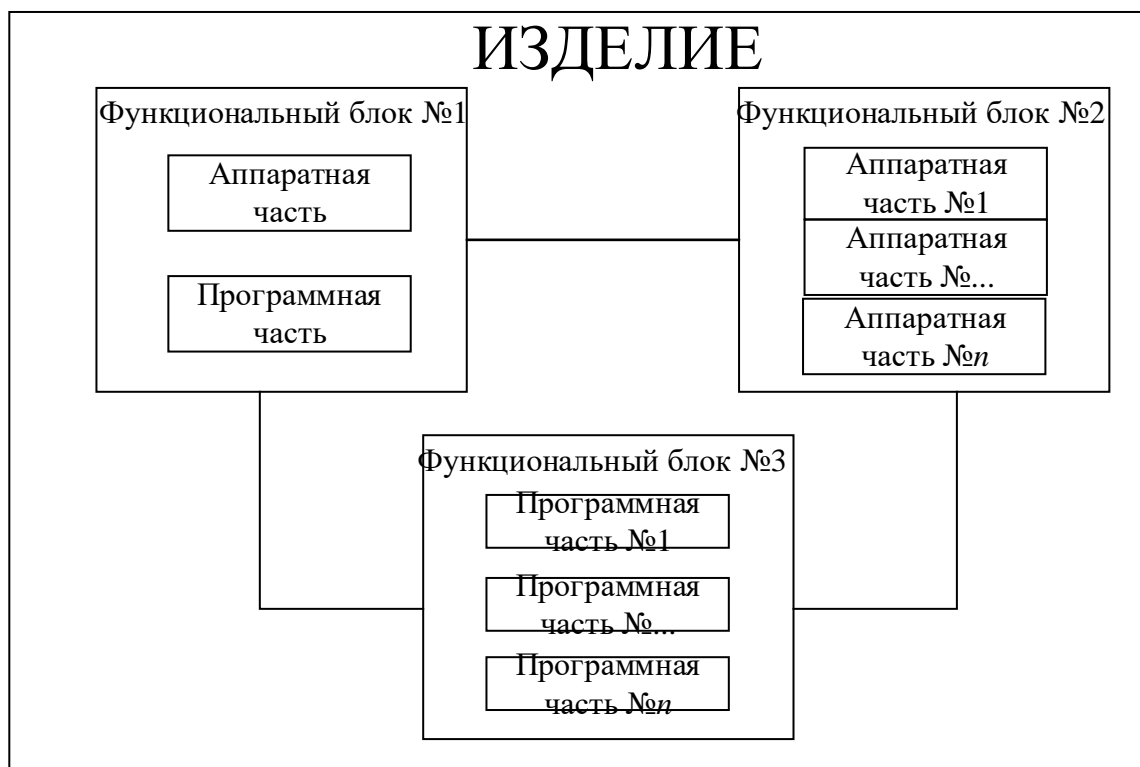 ИЗДЕЛИЕ
Функциональный блок №1
Аппаратная
часть
Программная
часть
Функциональный блок №2
Аппаратная
часть №1
Аппаратная
часть №...
Аппаратная
часть №n
Функциональный блок №3
Программная
часть №1
Программная
часть №...
Программная
часть №n